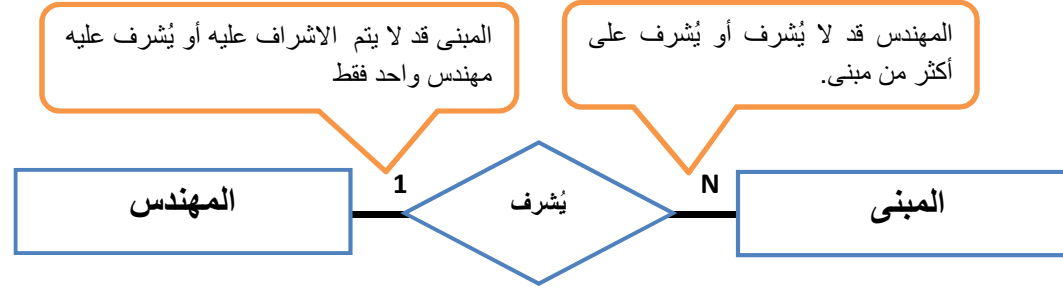 المهندس قد لا يُشرف أو يُشرف على
أكثر من مبنى.
المبنى قد لا يتم الاشراف عليه أو يُشرف عليه
مهندس واحد فقط
المبنى
N
يُشرف
1
المهندس